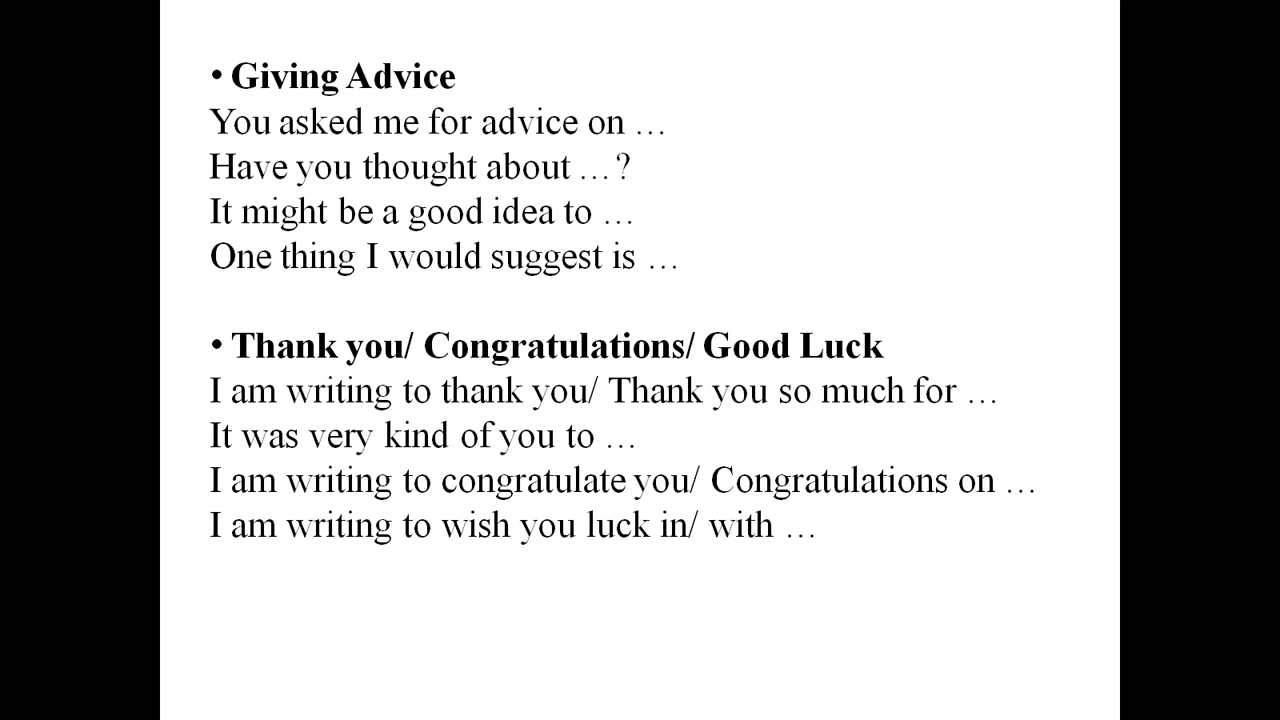 • Giving Advice
You asked me for advice on …
Have you thought about …?
It might be a good idea to …
One thing I would suggest is …
• Thank you/ Congratulations/ Good Luck
I am writing to thank you/ Thank you so much for …
It was very kind of you to …
I am writing to congratulate you/ Congratulations on …
I am writing to wish you luck in/ with …